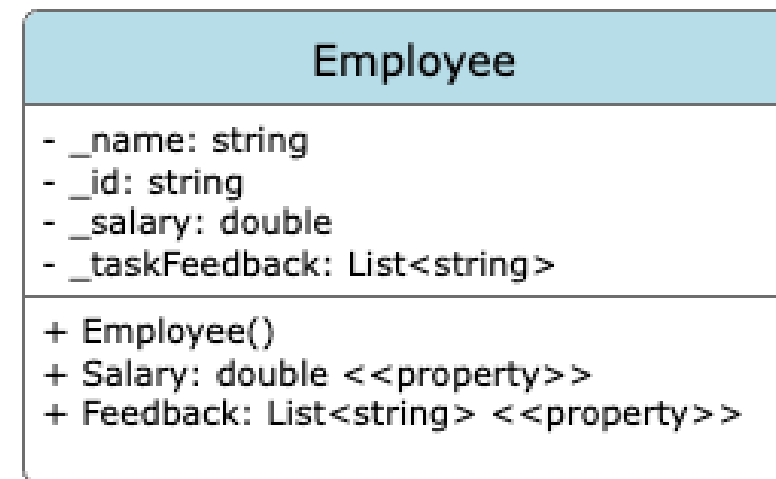 Employee
- _name: string
- _id: string
- _salary: double
- _taskFeedback: List<string>
+ Employee()
+ Salary: double <<property>>
+ Feedback: List<string> <<property>>